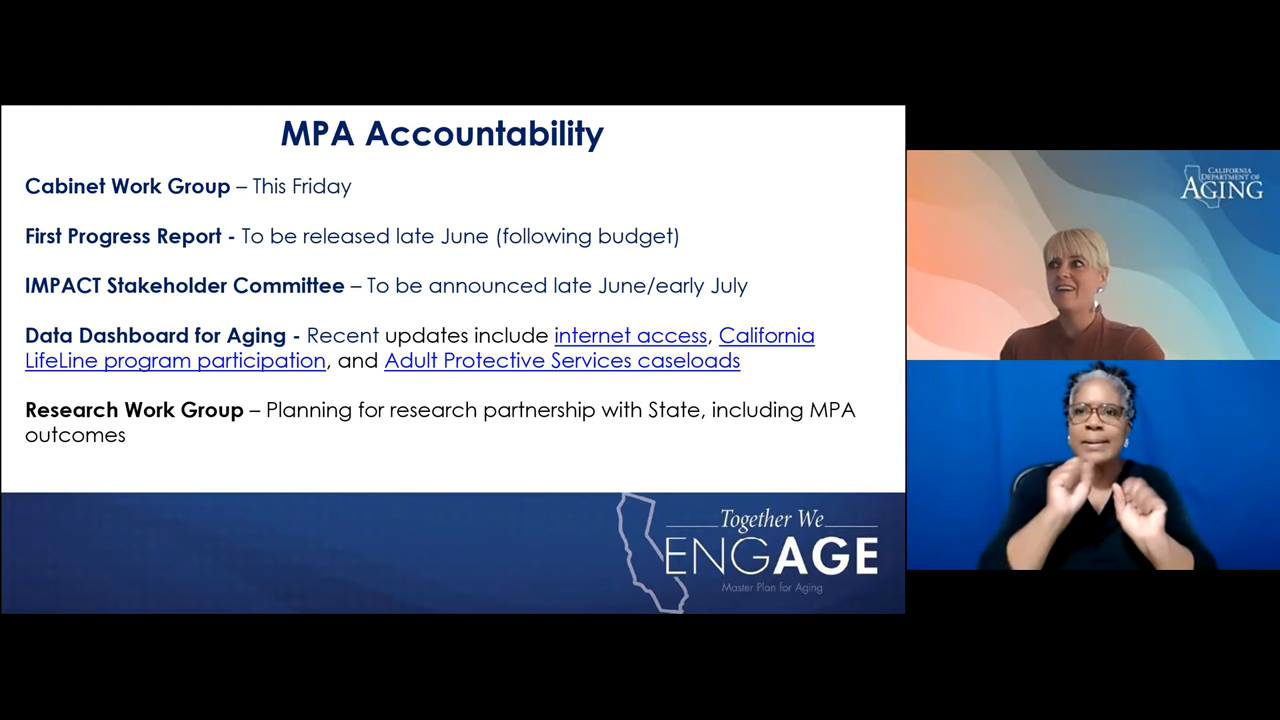 MPA Accountability
Cabinet Work Group – This Friday
First Progress Report - To be released late June (following budget)
IMPACT Stakeholder Committee – To be announced late June/early July
Data Dashboard for Aging - Recent updates include internet access, California
LifeLine program participation, and Adult Protective Services caseloads
Research Work Group – Planning for research partnership with State, including MPA
outcomes
Together We
ENGAGE
Master Plan for Aging
CALIFORNIA
DEPARTMENT OF
AGING